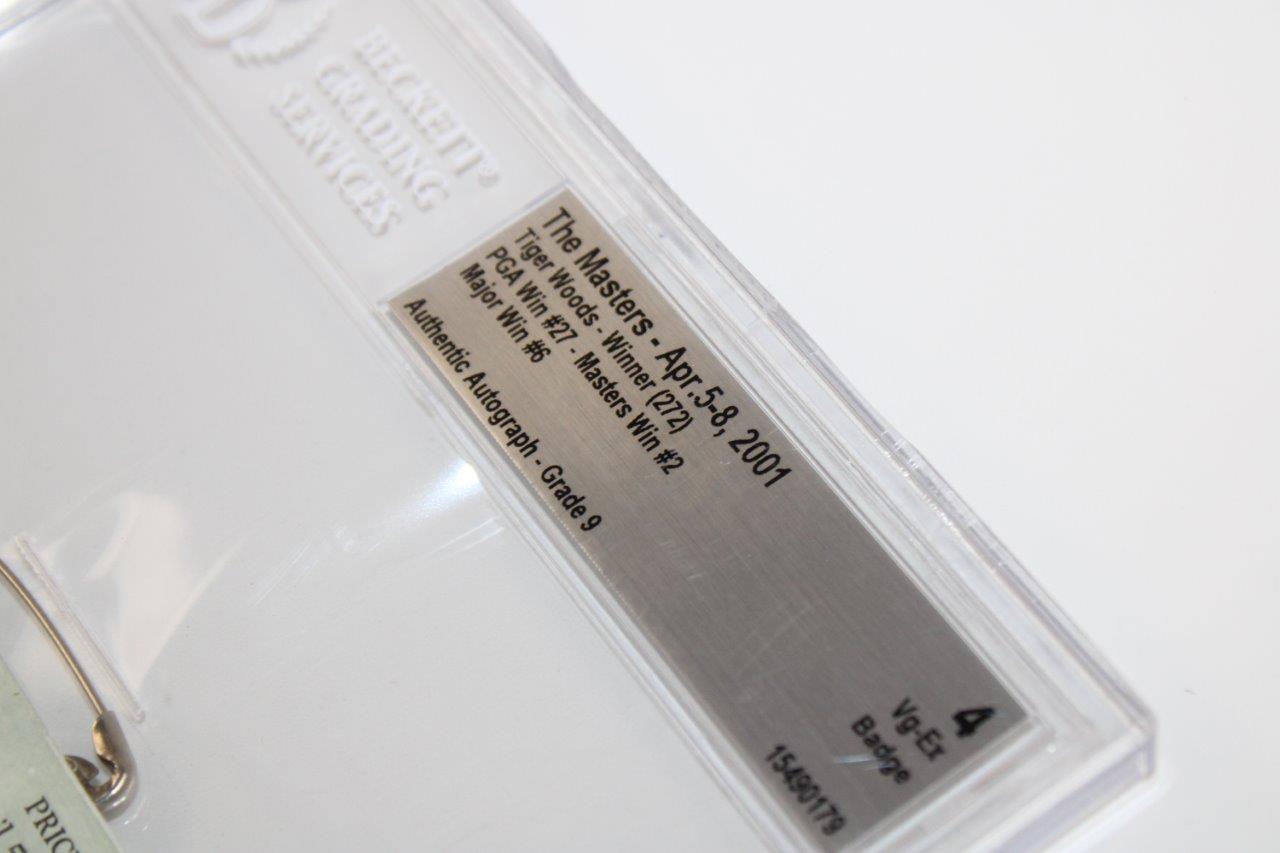 BECKETT®
GRADING
SERVICES
The Masters - Apr.5-8, 2001
Tiger Woods - Winner (272)
PGA Win #27 - Masters Win #2
Major Win #6
Authentic Autograph - Grade 9
4
Vg-Ex
Badge
15490179